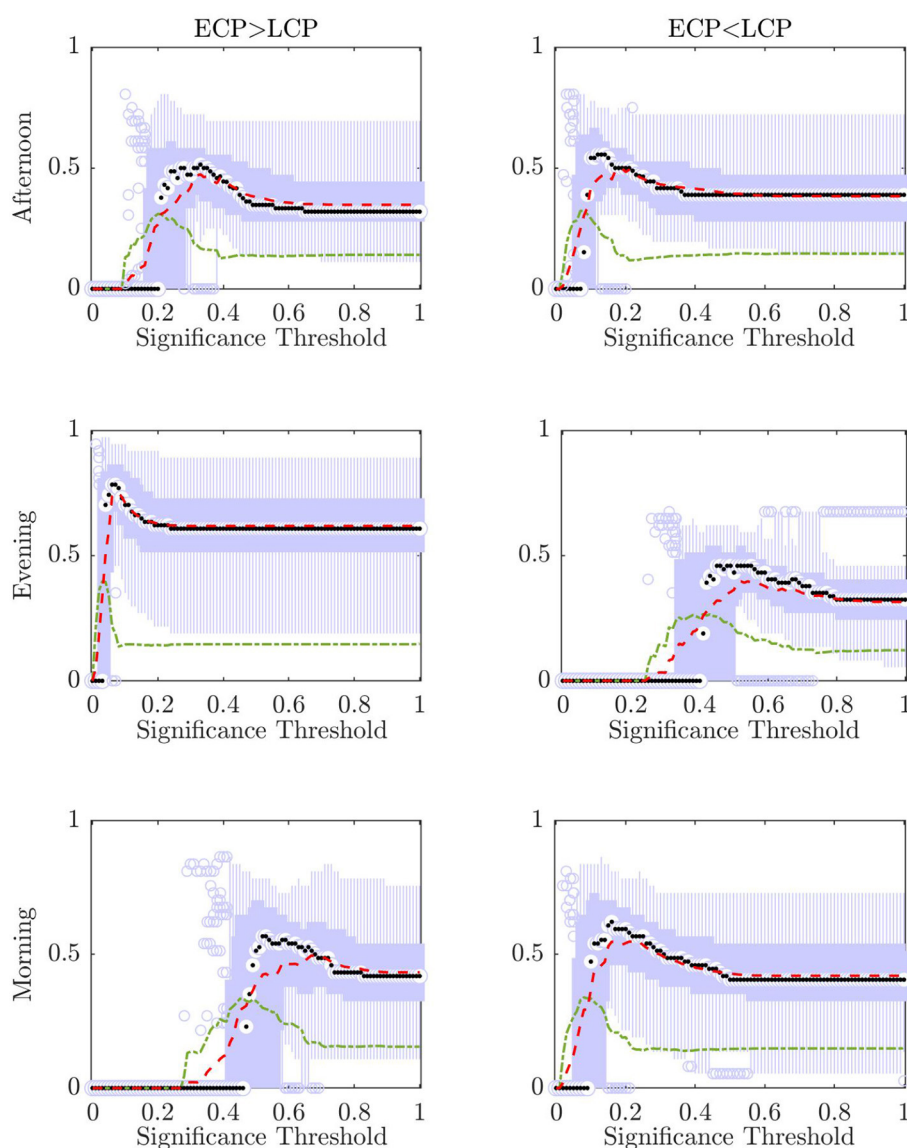 ECP>LCP ECP<LCP
1 1
Afternoon 0.5 0.5
0 0
0 0.2 0.4 0.6 0.8 1 0 0.2 0.4 0.6 0.8 1
Significance Threshold Significance Threshold
1 1
Evening 0.5 0.5
0 0
0 0.2 0.4 0.6 0.8 1 0 0.2 0.4 0.6 0.8 1
Significance Threshold Significance Threshold
1 1
Morning 0.5 0.5
0 0
0 0.2 0.4 0.6 0.8 1 0 0.2 0.4 0.6 0.8 1
Significance Threshold Significance Threshold